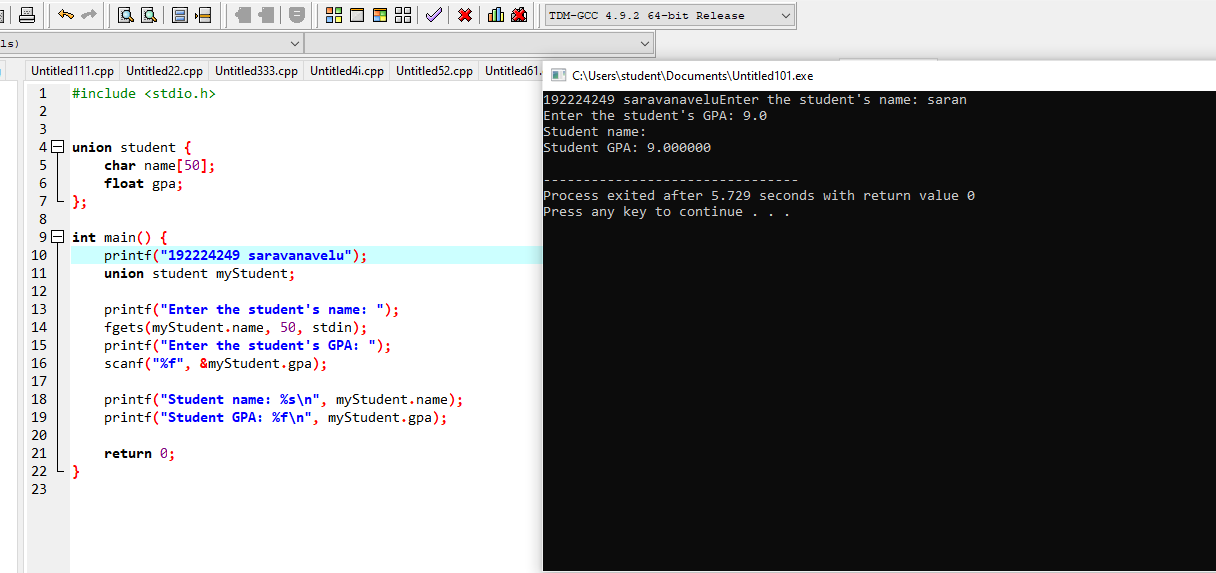 TDM-GCC 4.9.2 64-bit Release
ls)
Untitled111.cpp Untitled22.cpp Untitled333.cpp Untitled4i.cpp Untitled52.cpp Untitled61.
1 #include <stdio.h>
2
3
4 union student {
5 char name[50];
6 float gpa;
7 };
8
9 int main() {
10 printf("192224249 saravanavelu");
11 union student myStudent;
12
13 printf("Enter the student's name: ");
14 fgets(myStudent.name, 50, stdin);
15 printf("Enter the student's GPA: ");
16 scanf("%f", &myStudent.gpa);
17
18 printf("Student name: %s\n", myStudent.name);
19 printf("Student GPA: %f\n", myStudent.gpa);
20
21 return 0;
22 }
23
C:\Users\student\Documents\Untitled101.exe
192224249 saravanaveluEnter the student's name: saran
Enter the student's GPA: 9.0
Student name:
Student GPA: 9.000000
--------------------------------
Process exited after 5.729 seconds with return value 0
Press any key to continue . . .